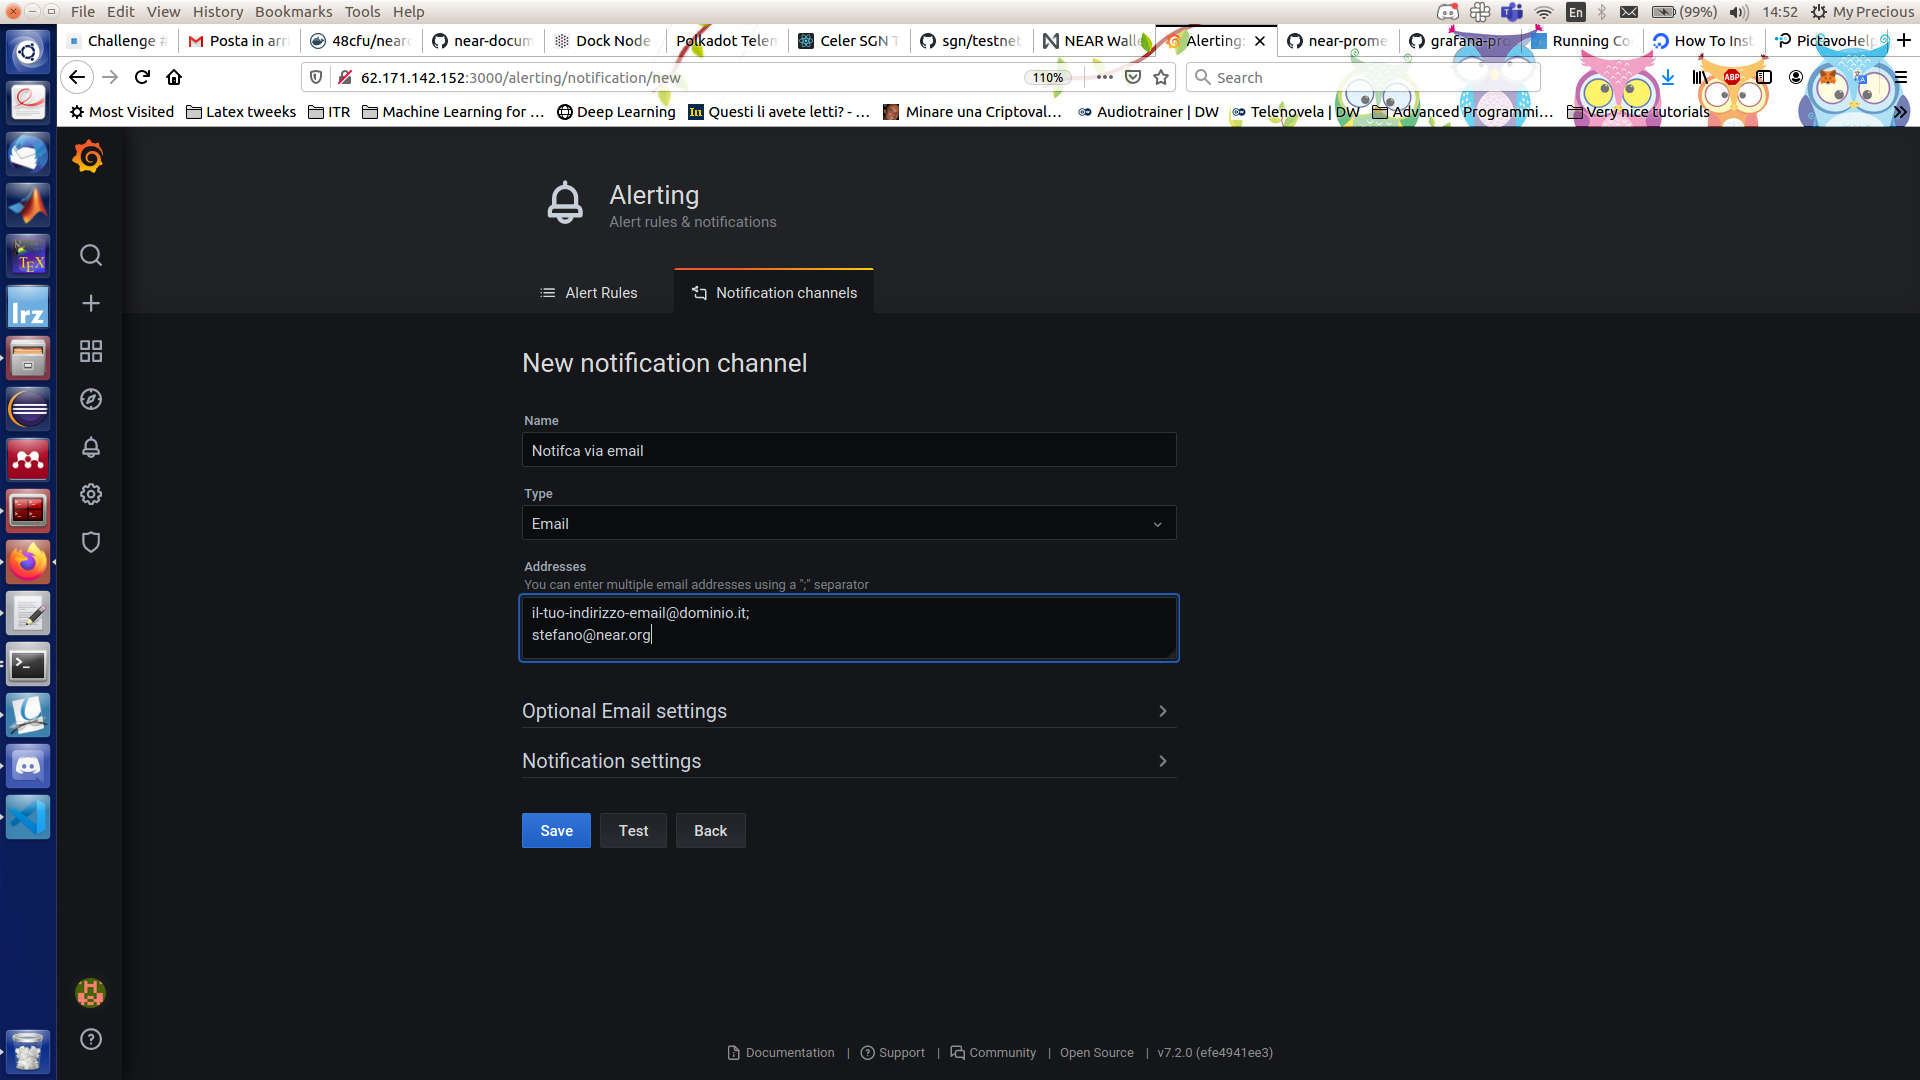 File Edit View History Bookmarks Tools Help
En (99%) 14:52 My Precious
Challenge # Posta in arri 48cfu/near near-docum Dock Node Polkadot Telem Celer SGN T sgn/testnet NEAR Walle Alerting: near-prome grafana-pro Running Co How To Inst PictavoHelp
62.171.142.152:3000/alerting/notification/new 110% Search ABP
Most Visited Latex tweeks ITR Machine Learning for ... Deep Learning Questi li avete letti? - ... Minare una Criptoval... Audiotrainer | DW Telenovela | DW Advanced Programmi... Very nice tutorials
Alerting
Alert rules & notifications
Alert Rules Notification channels
New notification channel
Name
Notifca via email
Type
Email
Addresses
You can enter multiple email addresses using a ";" separator
il-tuo-indirizzo-email@dominio.it;
stefano@near.org
Optional Email settings
Notification settings
Save Test Back
Documentation | Support | Community | Open Source | v7.2.0 (efe4941ee3)
TEX
lrz